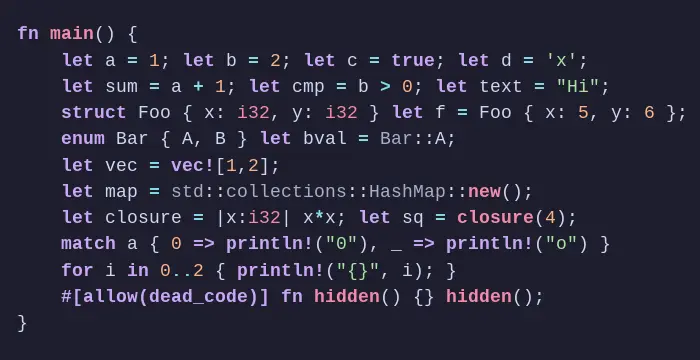 fn main() {
    let a = 1; let b = 2; let c = true; let d = 'x';
    let sum = a + 1; let cmp = b > 0; let text = "Hi";
    struct Foo { x: i32, y: i32 } let f = Foo { x: 5, y: 6 };
    enum Bar { A, B } let bval = Bar::A;
    let vec = vec![1,2];
    let map = std::collections::HashMap::new();
    let closure = |x:i32| x*x; let sq = closure(4);
    match a { 0 => println!("0"), _ => println!("o") }
    for i in 0..2 { println!("{}", i); }
    #[allow(dead_code)] fn hidden() {} hidden();
}